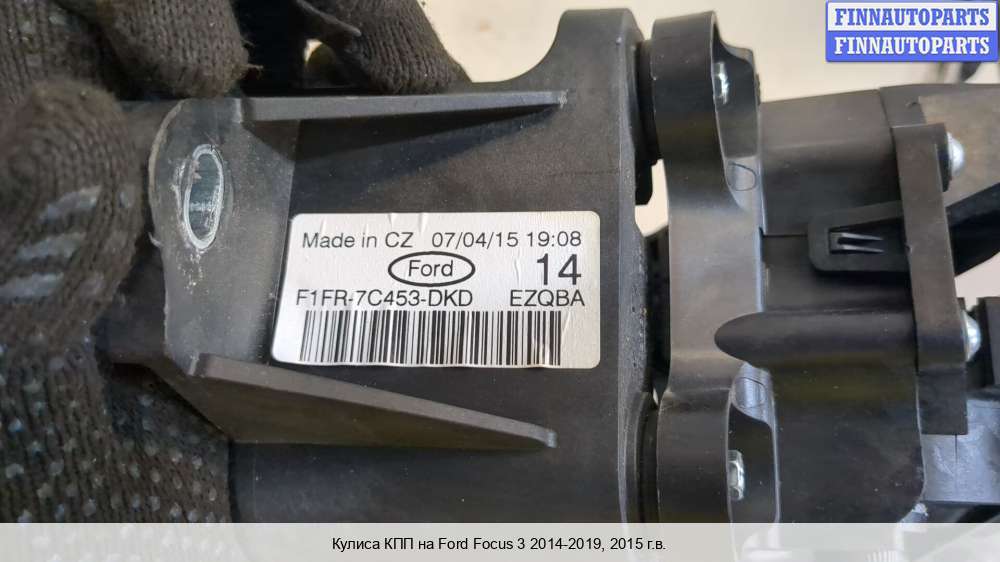 FINNAUTOPARTS
FINNAUTOPARTS
Made in CZ 07/04/15 19:08
Ford 14
F1FR-7C453-DKD EZQBA
Кулиса КПП на Ford Focus 3 2014-2019, 2015 г.в.